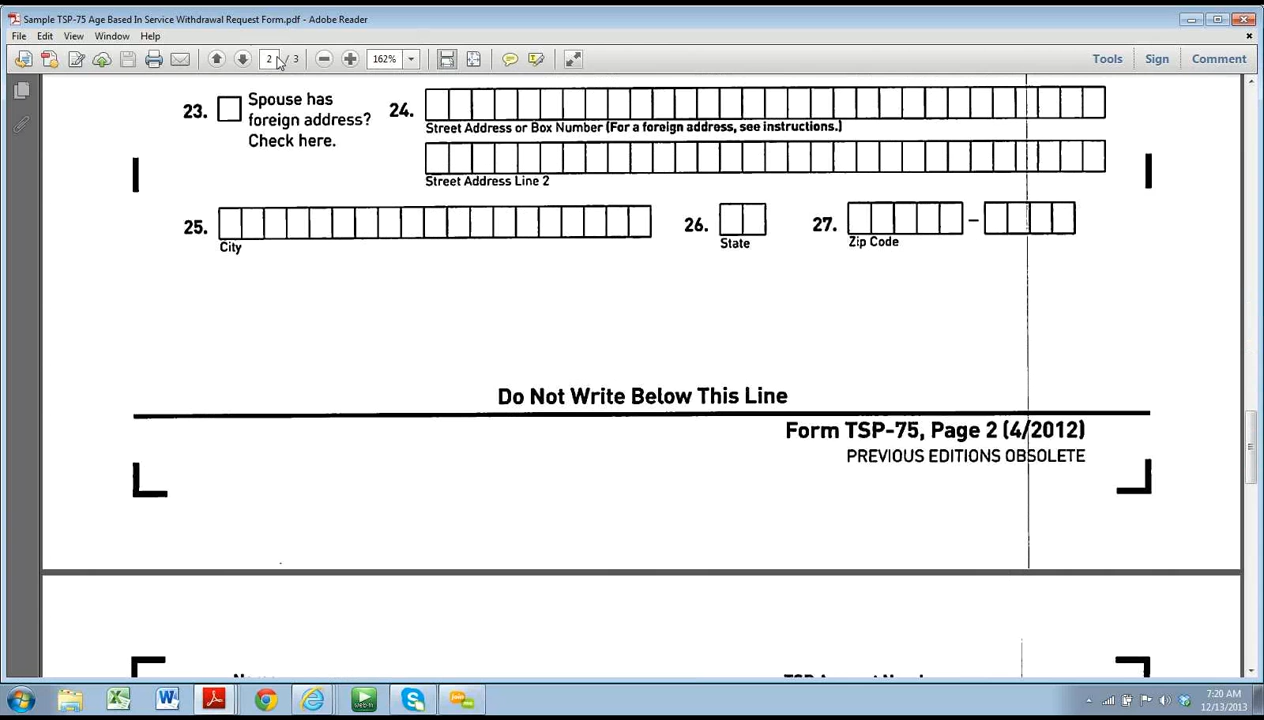 Sample TSP-75 Age Based In Service Withdrawal Request Form.pdf - Adobe Reader
File Edit View Window Help
2 / 3 162% Tools Sign Comment
23. Spouse has foreign address? Check here.
24.
Street Address or Box Number (For a foreign address, see instructions.)
Street Address Line 2
25. 26. 27. –
City State Zip Code
Do Not Write Below This Line
Form TSP-75, Page 2 (4/2012)
PREVIOUS EDITIONS OBSOLETE
7:20 AM
12/13/2013